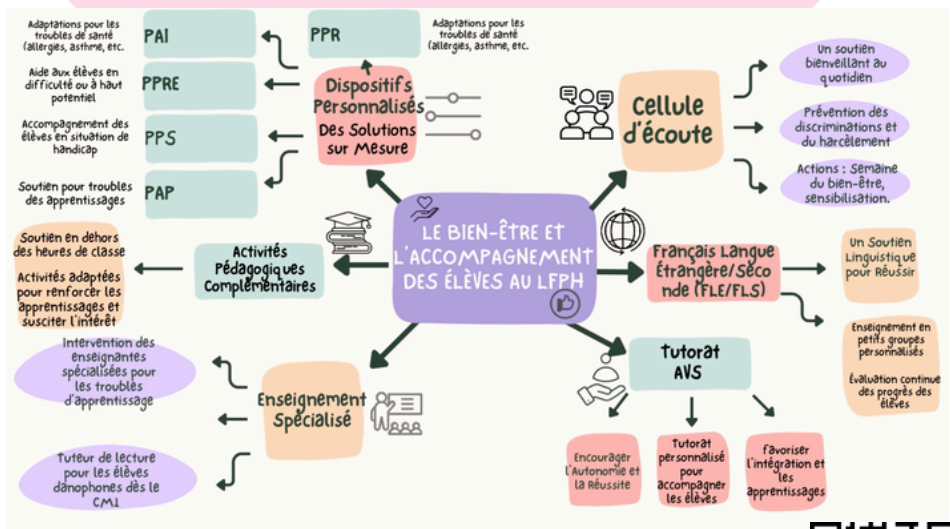 Adaptations pour les
troubles de santé
(allergies, asthme, etc.
PAI
PPR
Adaptations pour les
troubles de santé
(allergies, asthme, etc.
Aide aux élèves en
difficulté ou à haut
potentiel
PPRE
Accompagnement des
élèves en situation de
handicap
PPS
Soutien pour troubles
des apprentissages
PAP
Dispositifs
Personnalisés
Des Solutions
sur Mesure
Cellule
d'écoute
Un soutien
bienveillant au
quotidien
Prévention des
discriminations et
du harcèlement
Actions : Semaine
du bien-être,
sensibilisation.
LE BIEN-ÊTRE ET
L'ACCOMPAGNEMENT
DES ÉLÈVES AU LFPH
Soutien en dehors
des heures de classe
Activités adaptées
pour renforcer les
apprentissages et
susciter l'intérêt
Activités
Pédagogiques
Complémentaires
Français Langue
Étrangère/Séco
nde (FLE/FLS)
Un Soutien
Linguistique
pour Réussir
Enseignement en
petits groupes
personnalisés
Évaluation continue
des progrès des
élèves
Intervention des
enseignantes
spécialisées pour
les troubles
d'apprentissage
Enseignement
Spécialisé
Tuteur de lecture
pour les élèves
danophones dès le
CM1
Tutorat
AVS
Encourager
l'Autonomie et
la Réussite
Tutorat
personnalisé
pour
accompagner
les élèves
favoriser
l'intégration et
les
apprentissages